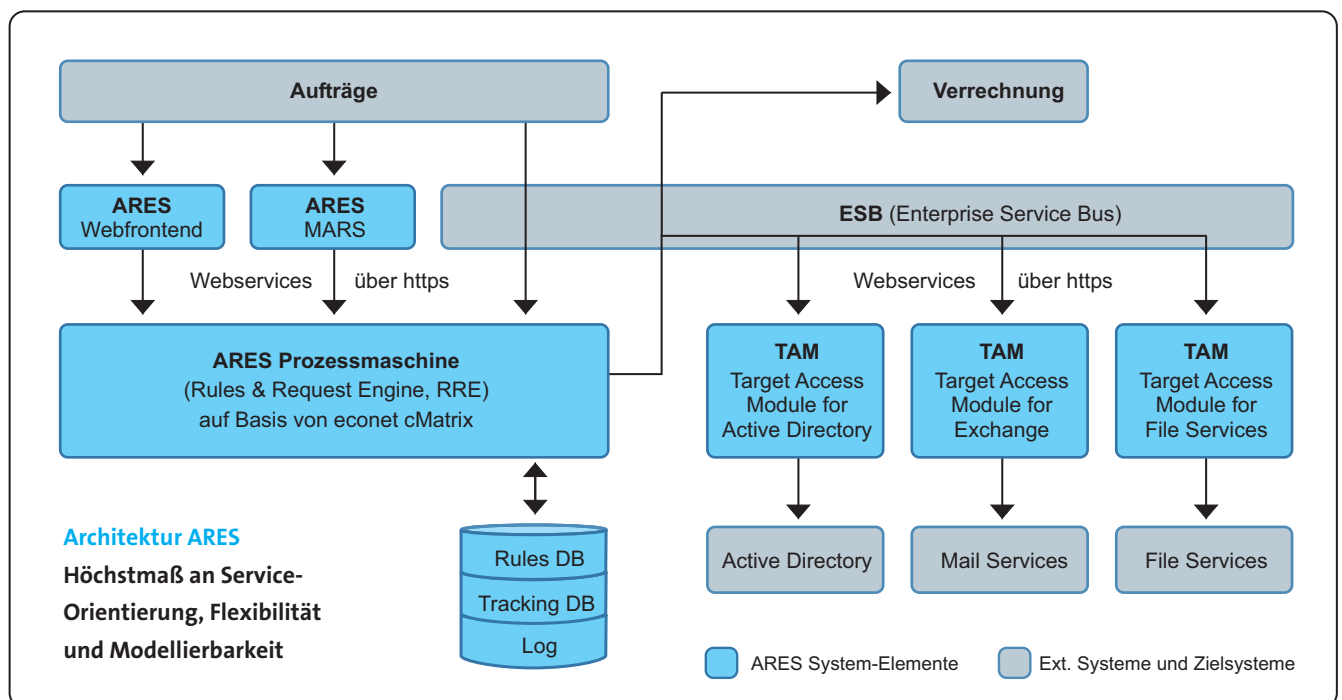 Aufträge
Verrechnung
ARES
Webfrontend
ARES
MARS
ESB (Enterprise Service Bus)
Webservices über https
Webservices über https
ARES Prozessmaschine
(Rules & Request Engine, RRE)
auf Basis von econet cMatrix
TAM
Target Access
Module for
Active Directory
TAM
Target Access
Module for
Exchange
TAM
Target Access
Module for
File Services
Architektur ARES
Höchstmaß an Service-
Orientierung, Flexibilität
und Modellierbarkeit
Rules DB
Tracking DB
Log
Active Directory
Mail Services
File Services
ARES System-Elemente
Ext. Systeme und Zielsysteme